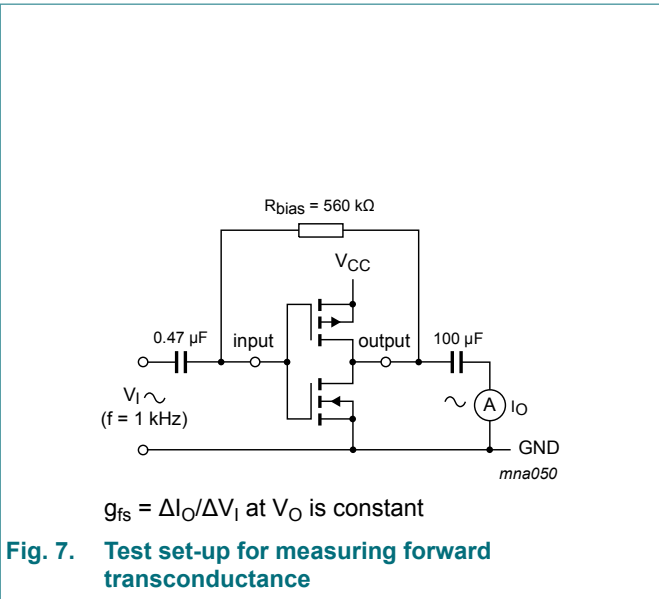 Rbias = 560 kΩ
VCC
0.47 µF
input
output
100 µF
VI
(f = 1 kHz)
A
IO
GND
mna050
gfs = ΔIO/ΔVI at VO is constant
Fig. 7. Test set-up for measuring forward
transconductance